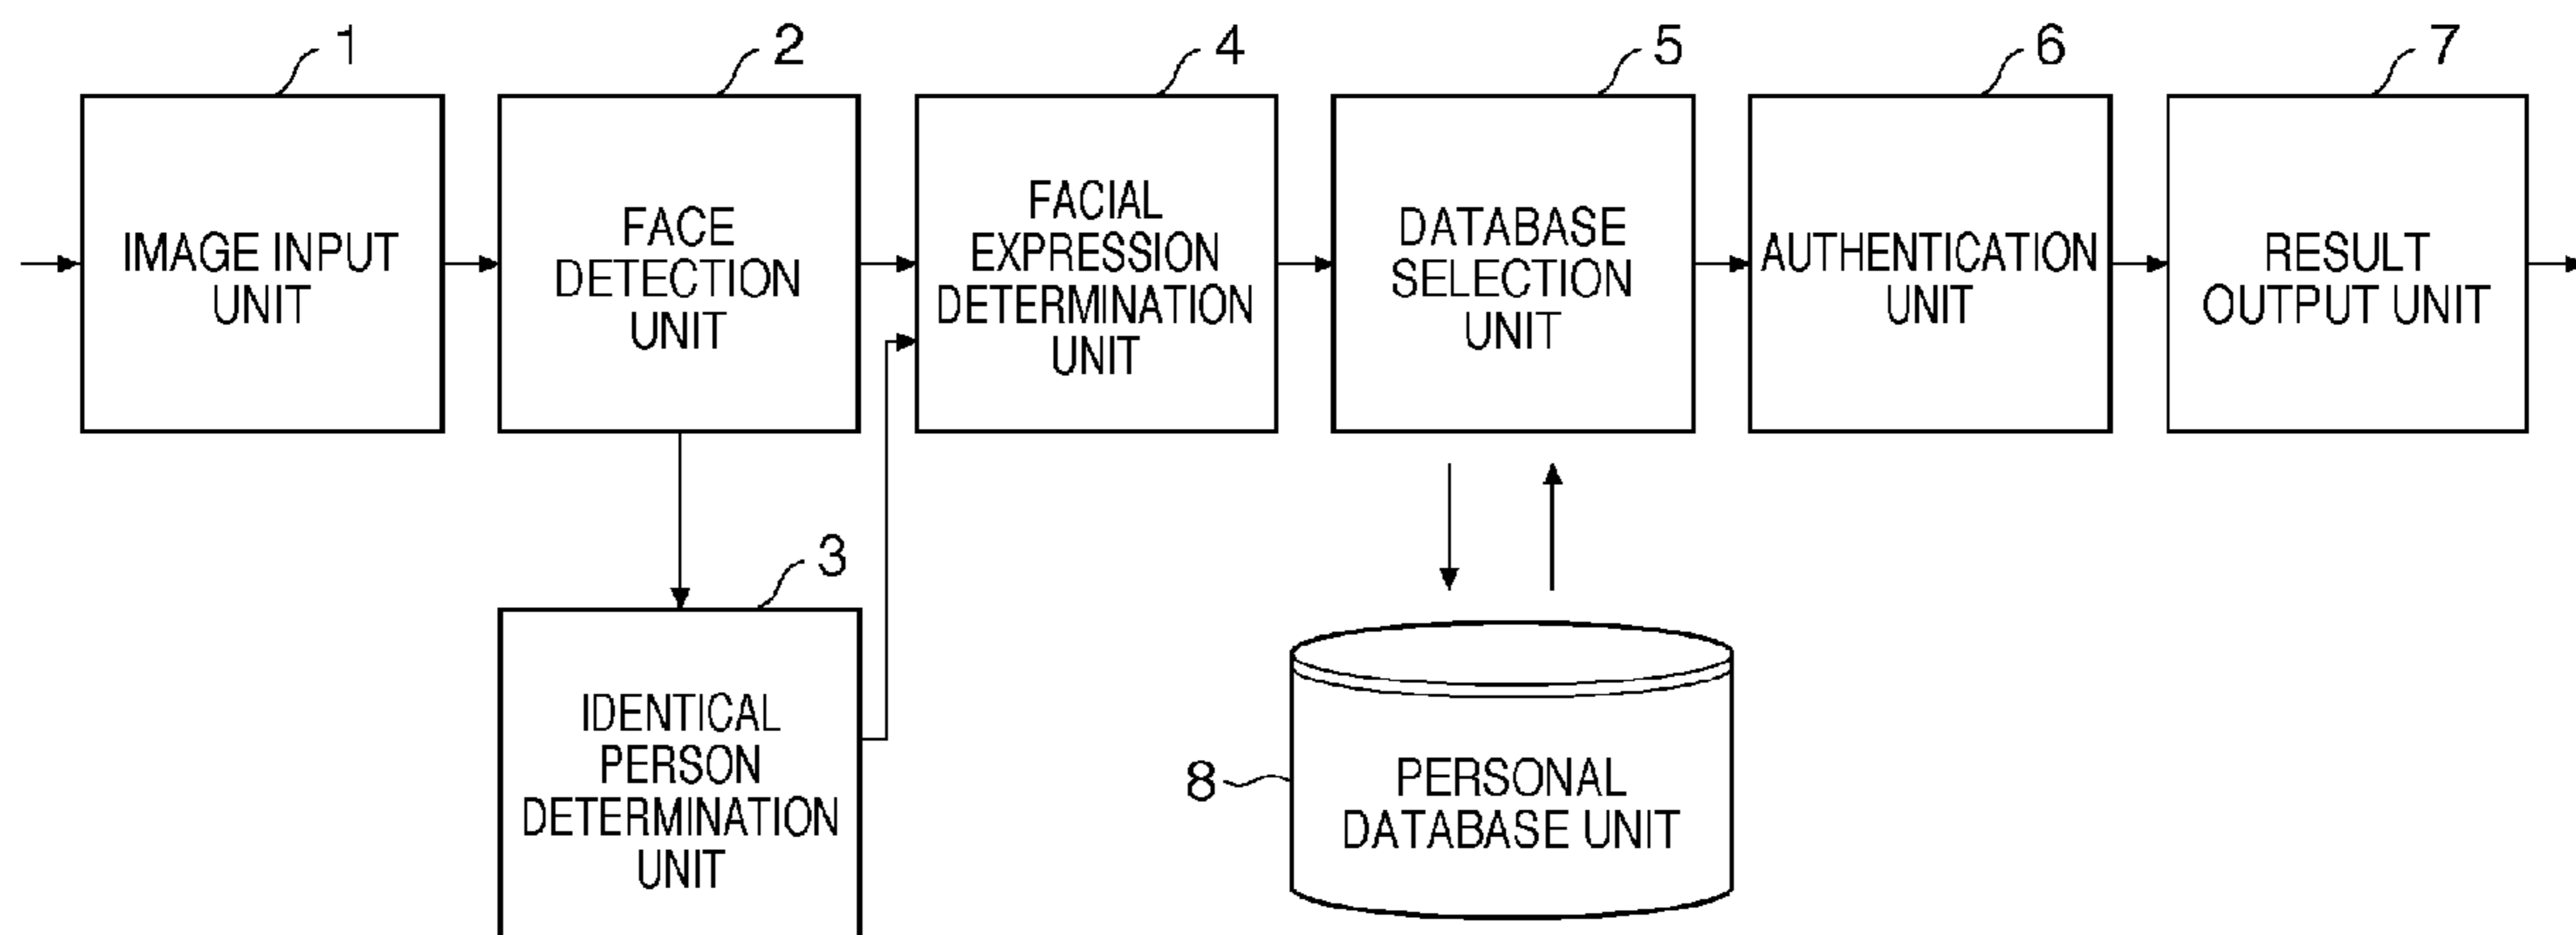 1
2
4
5
6
7
IMAGE INPUT
UNIT
FACE
DETECTION
UNIT
FACIAL
EXPRESSION
DETERMINATION
UNIT
DATABASE
SELECTION
UNIT
AUTHENTICATION
UNIT
RESULT
OUTPUT UNIT
3
IDENTICAL
PERSON
DETERMINATION
UNIT
8
PERSONAL
DATABASE UNIT